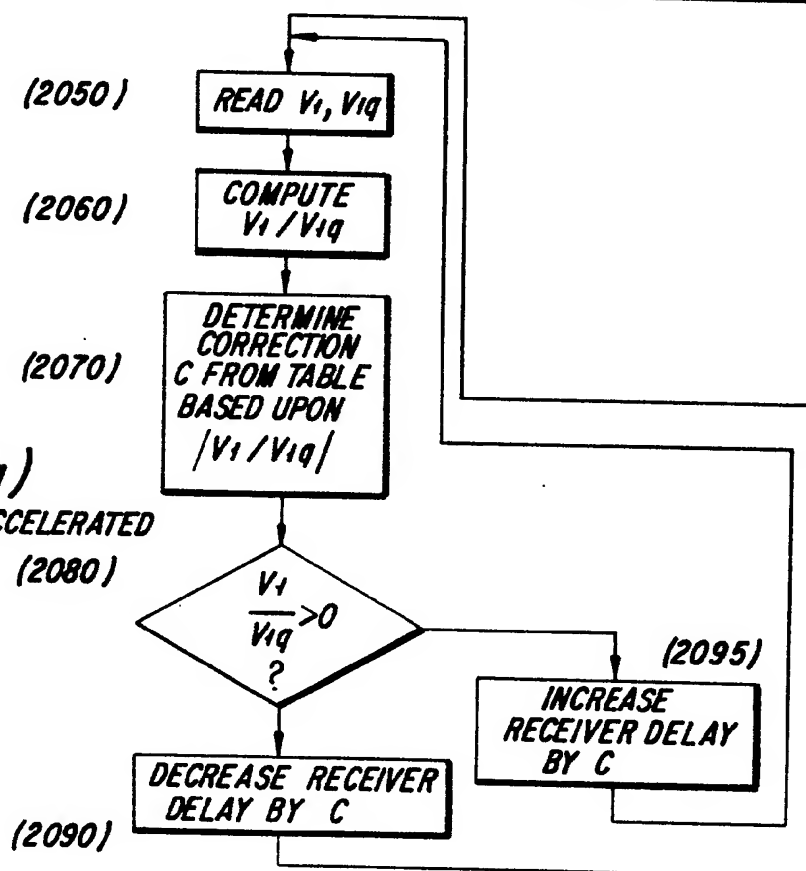 (2050)
READ V1, V1q
(2060)
COMPUTE
V1/V1q
(2070)
DETERMINE
CORRECTION
C FROM TABLE
BASED UPON
|V1/V1q|
CCELERATED
(2080)
V1
V1q
>0
?
(2095)
INCREASE
RECEIVER DELAY
BY C
DECREASE RECEIVER
DELAY BY C
(2090)